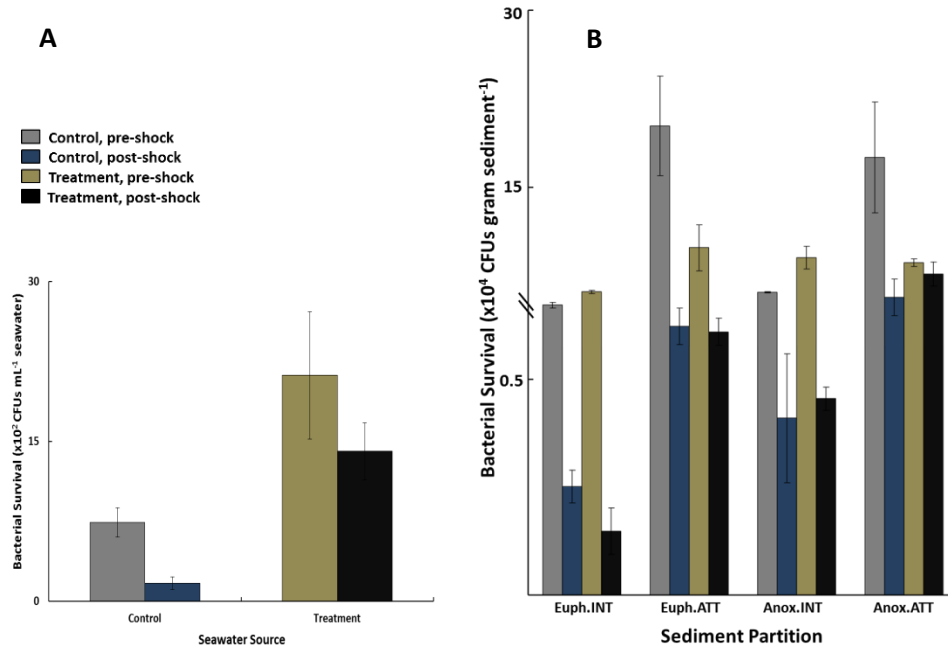 A
Control, pre-shock
Control, post-shock
Treatment, pre-shock
Treatment, post-shock
Bacterial Survival (x10² CFUs mL⁻¹ seawater)
30
15
0
Control
Treatment
Seawater Source
B
Bacterial Survival (x10⁴ CFUs gram sediment⁻¹)
30
15
0.5
Euph.INT
Euph.ATT
Anox.INT
Anox.ATT
Sediment Partition